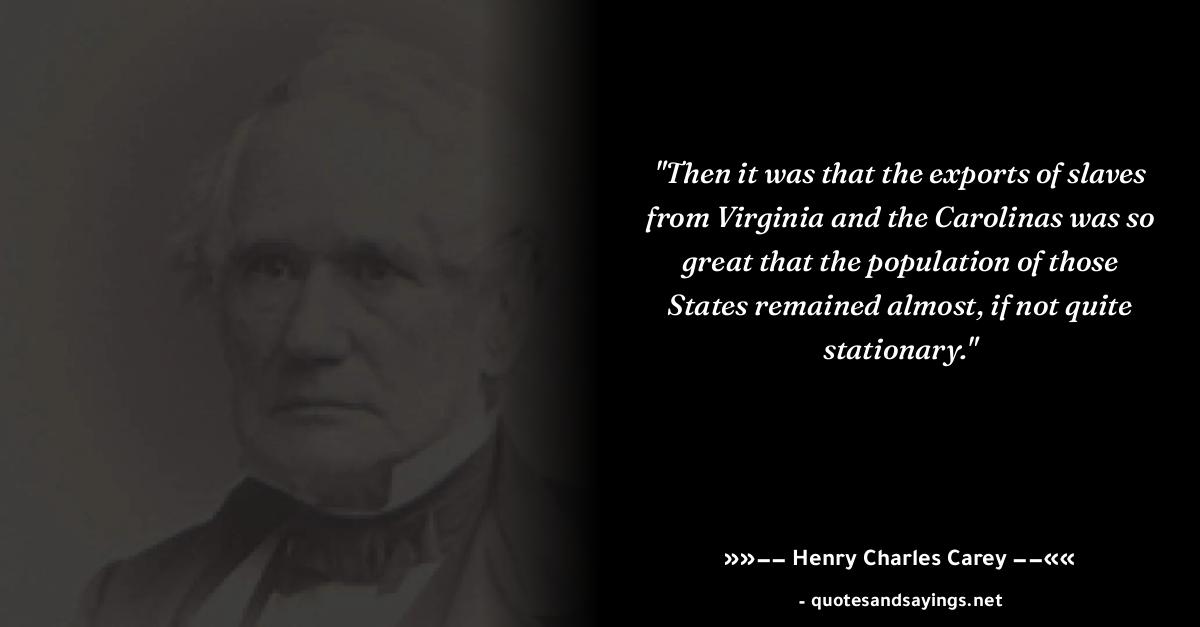 "Then it was that the exports of slaves
from Virginia and the Carolinas was so
great that the population of those
States remained almost, if not quite
stationary."
»»−− Henry Charles Carey −−««
- quotesandsayings.net